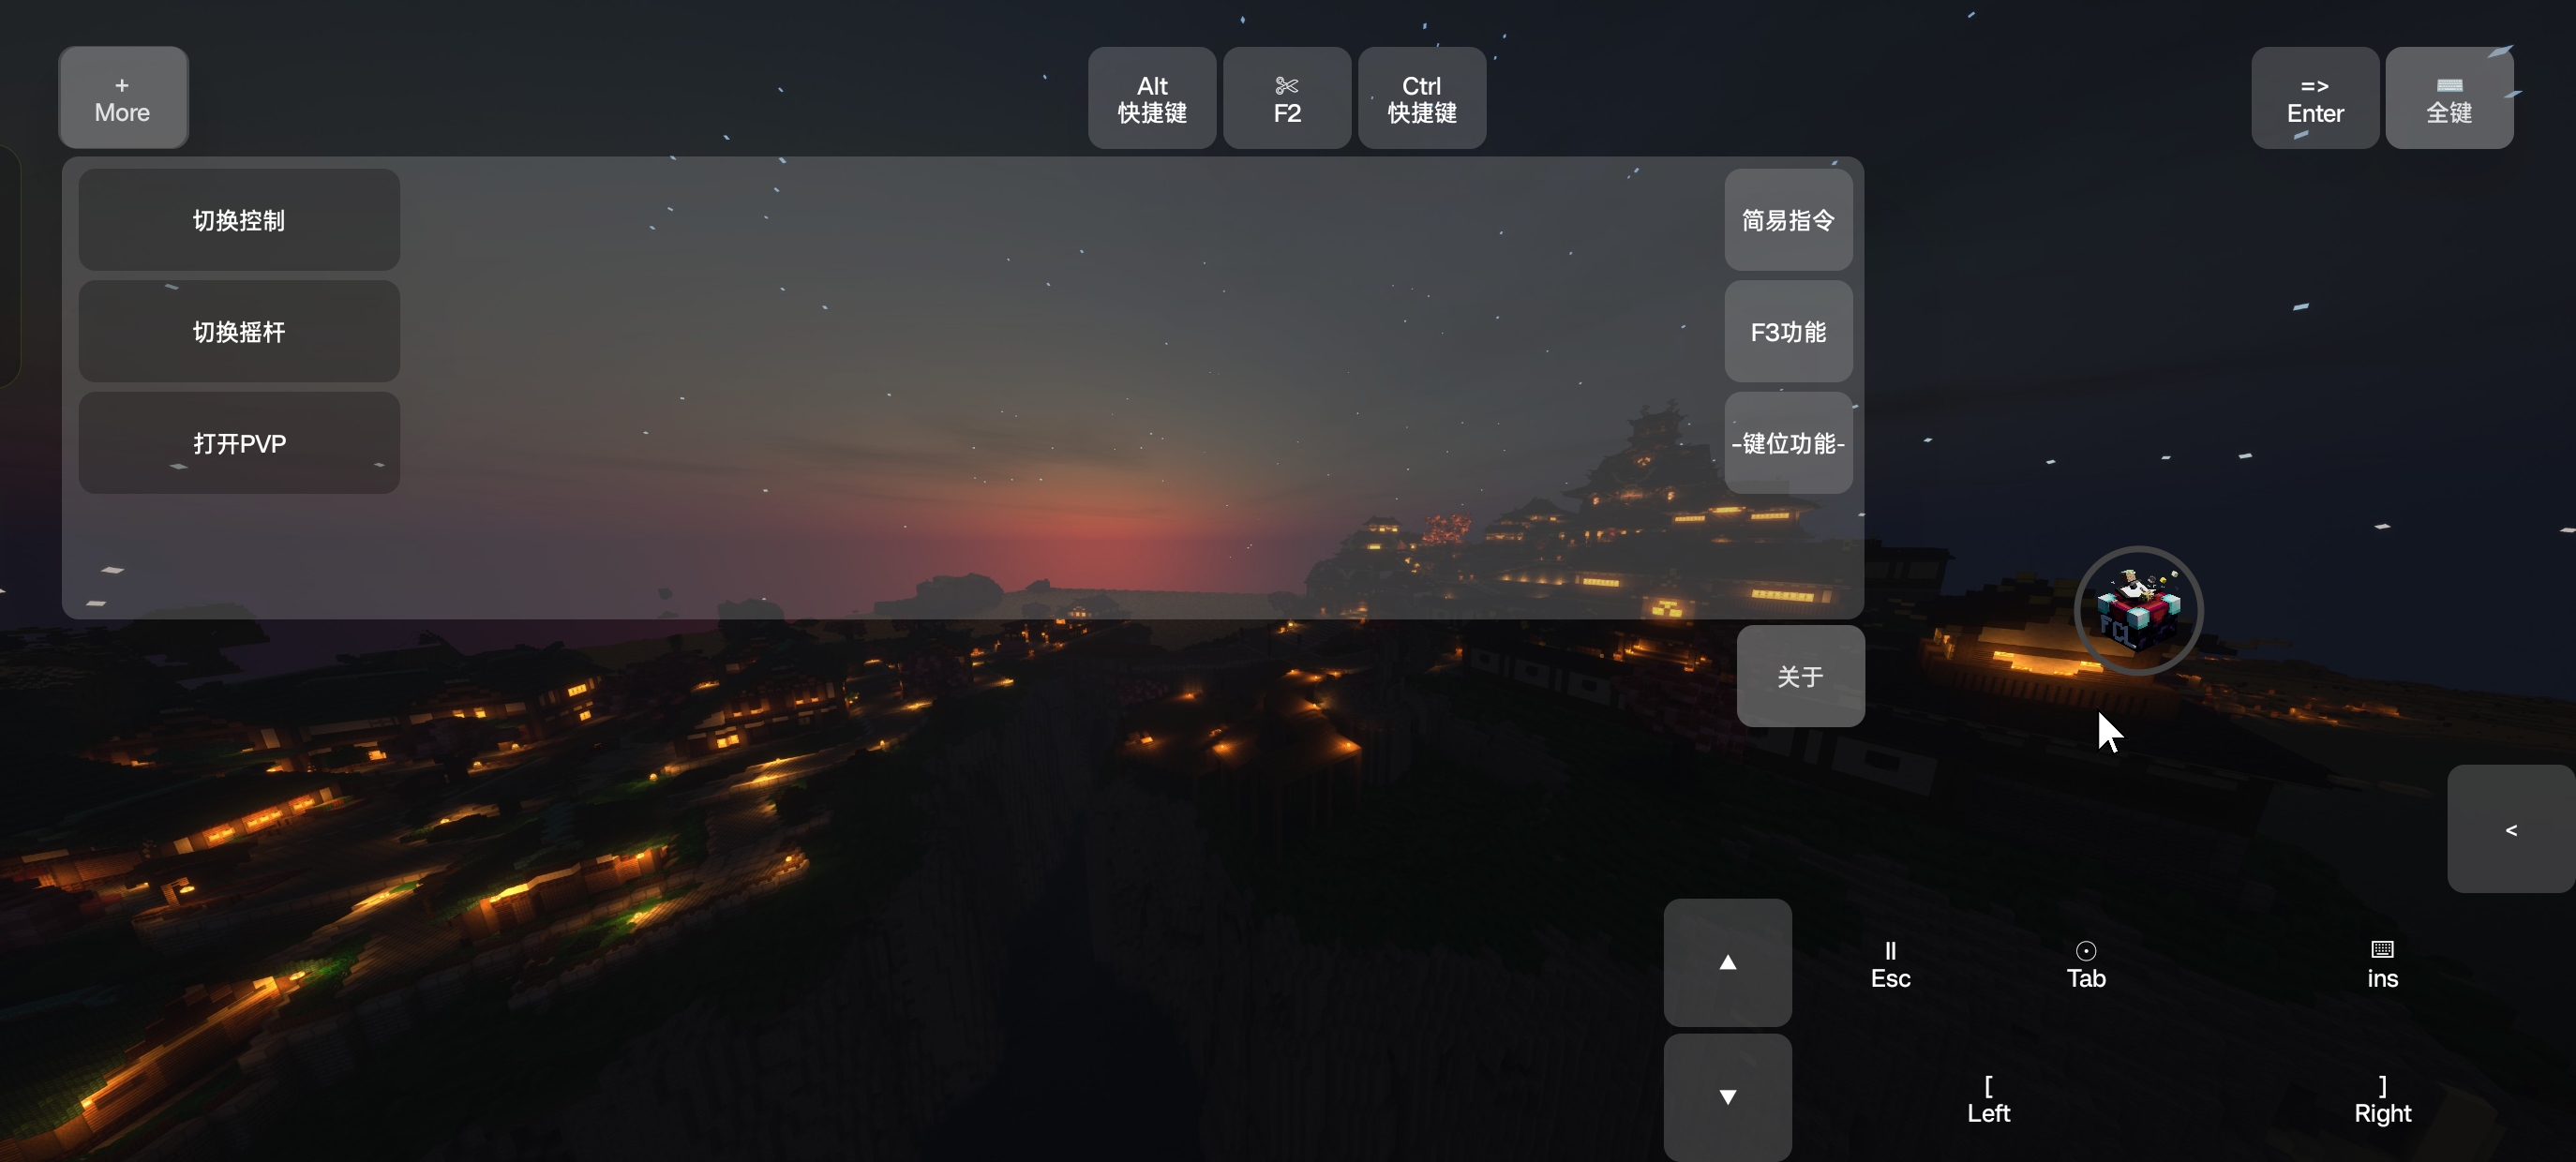 +
More
Alt
快捷键
✂
F2
Ctrl
快捷键
=>
Enter
全键
切换控制
切换摇杆
打开PVP
简易指令
F3功能
-键位功能-
FCL
关于
<
▲
II
Esc
⊙
Tab
ins
▼
[
Left
]
Right